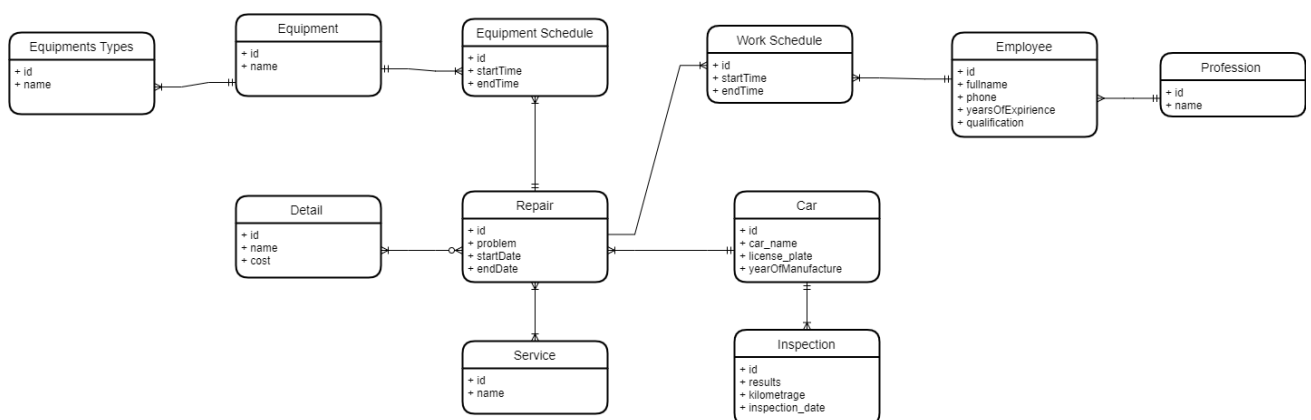 Equipments Types
+ id
+ name
Equipment
+ id
+ name
Equipment Schedule
+ id
+ startTime
+ endTime
Work Schedule
+ id
+ startTime
+ endTime
Employee
+ id
+ fullname
+ phone
+ yearsOfExpirience
+ qualification
Profession
+ id
+ name
Detail
+ id
+ name
+ cost
Repair
+ id
+ problem
+ startDate
+ endDate
Car
+ id
+ car_name
+ license_plate
+ yearOfManufacture
Service
+ id
+ name
Inspection
+ id
+ results
+ kilometrage
+ inspection_date